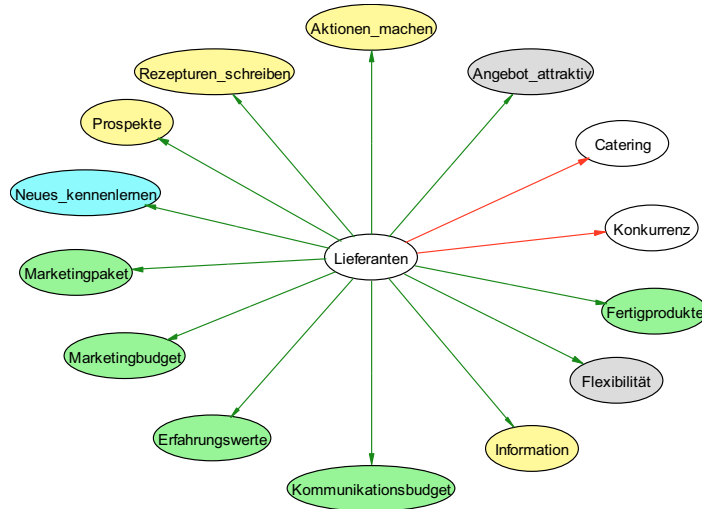 Aktionen_machen
Rezepturen_schreiben
Angebot_attraktiv
Prospekte
Catering
Neues_kennenlernen
Konkurrenz
Lieferanten
Marketingpaket
Fertigprodukte
Marketingbudget
Flexibilität
Erfahrungswerte
Information
Kommunikationsbudget